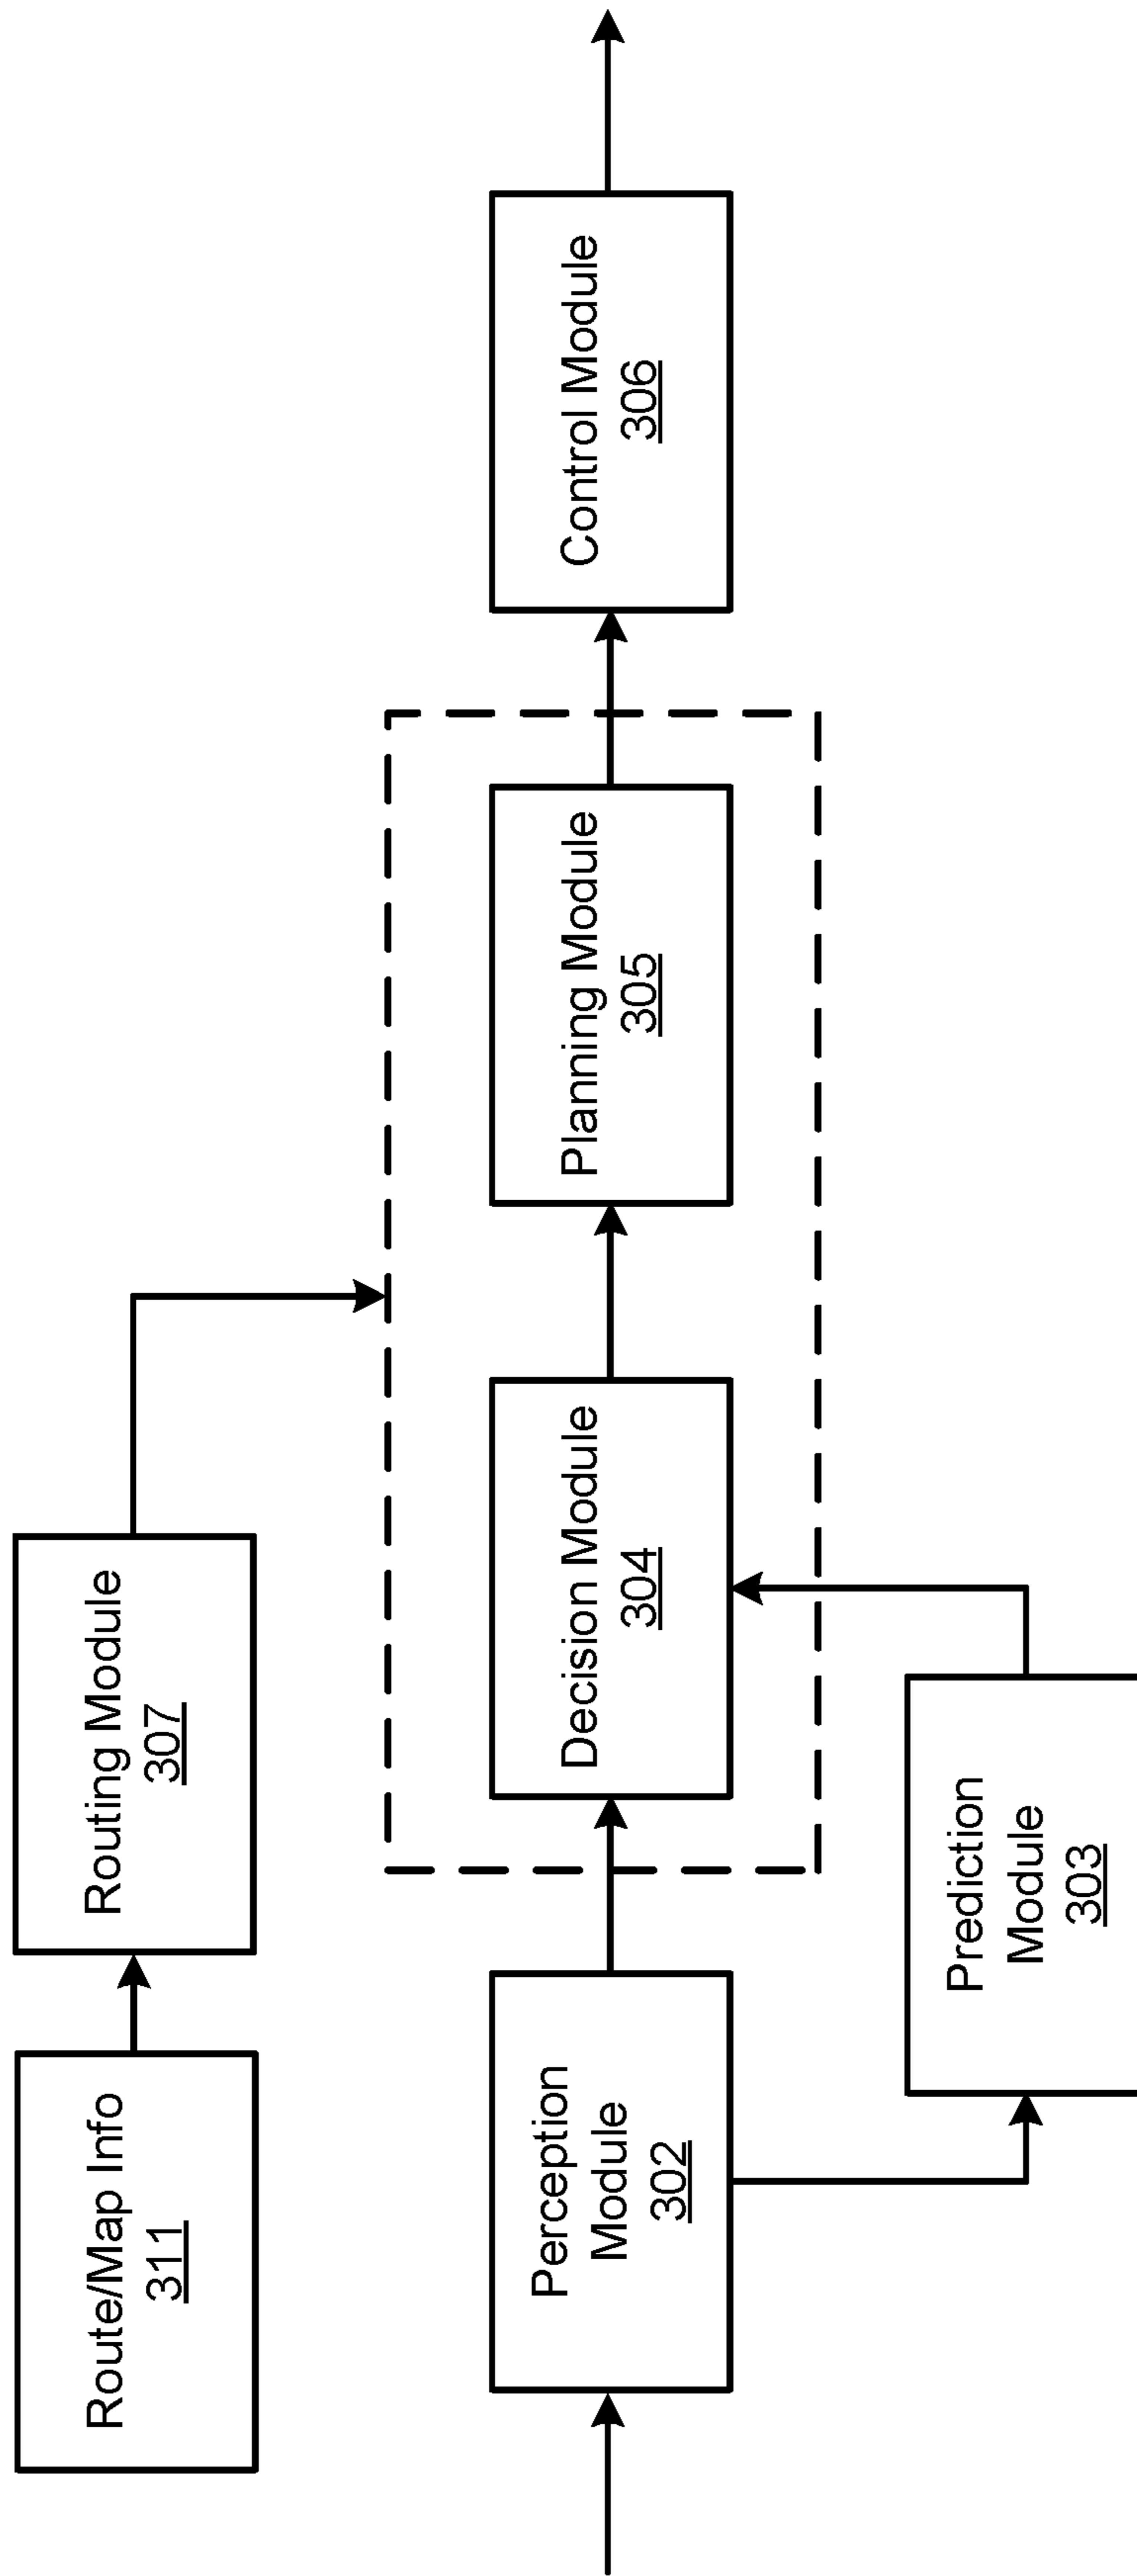 Route/Map Info
311
Routing Module
307
Perception
Module
302
Decision Module
304
Planning Module
305
Control Module
306
Prediction
Module
303